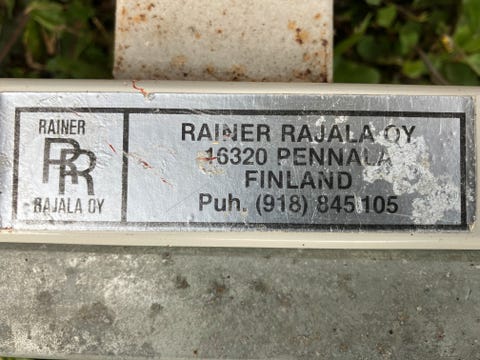 RAINER
RR
RAJALA OY
RAINER RAJALA OY
16320 PENNALA
FINLAND
Puh. (918) 845 105